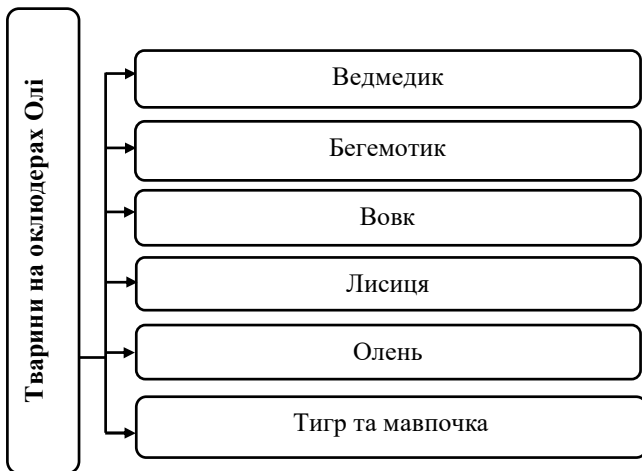 Тварини на оклюдерах Олі
Ведмедик
Бегемотик
Вовк
Лисиця
Олень
Тигр та мавпочка